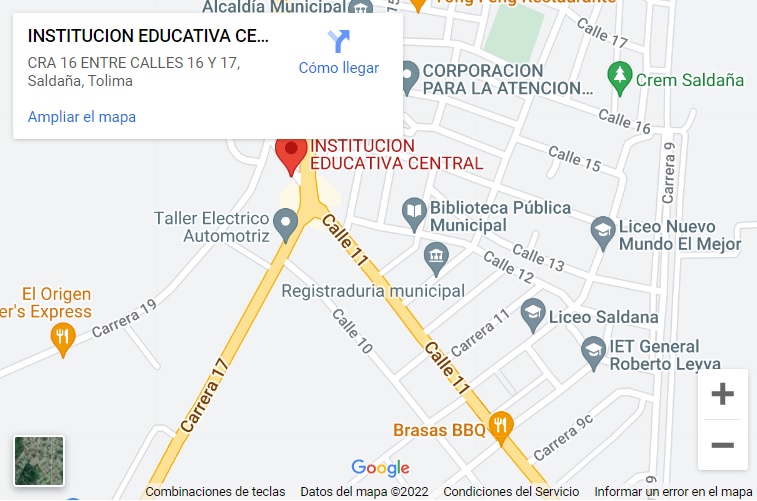 Alcaldía Municipal
Tong Feng Restaurante
INSTITUCION EDUCATIVA CE...
CRA 16 ENTRE CALLES 16 Y 17,
Saldaña, Tolima
Cómo llegar
Ampliar el mapa
Calle 17
CORPORACION
PARA LA ATENCION...
Crem Saldaña
Calle 16
Calle 15
Carrera 9
INSTITUCION
EDUCATIVA CENTRAL
Taller Electrico
Automotriz
Calle 11
Biblioteca Pública
Municipal
Liceo Nuevo
Mundo El Mejor
Calle 13
Calle 12
Registraduria municipal
El Origen
er's Express
Carrera 19
Calle 10
Carrera 11
Liceo Saldana
IET General
Roberto Leyva
Calle 11
Carrera 17
Brasas BBQ
Carrera 9c
Google
Combinaciones de teclas
Datos del mapa ©2022
Condiciones del Servicio
Informar un error en el mapa